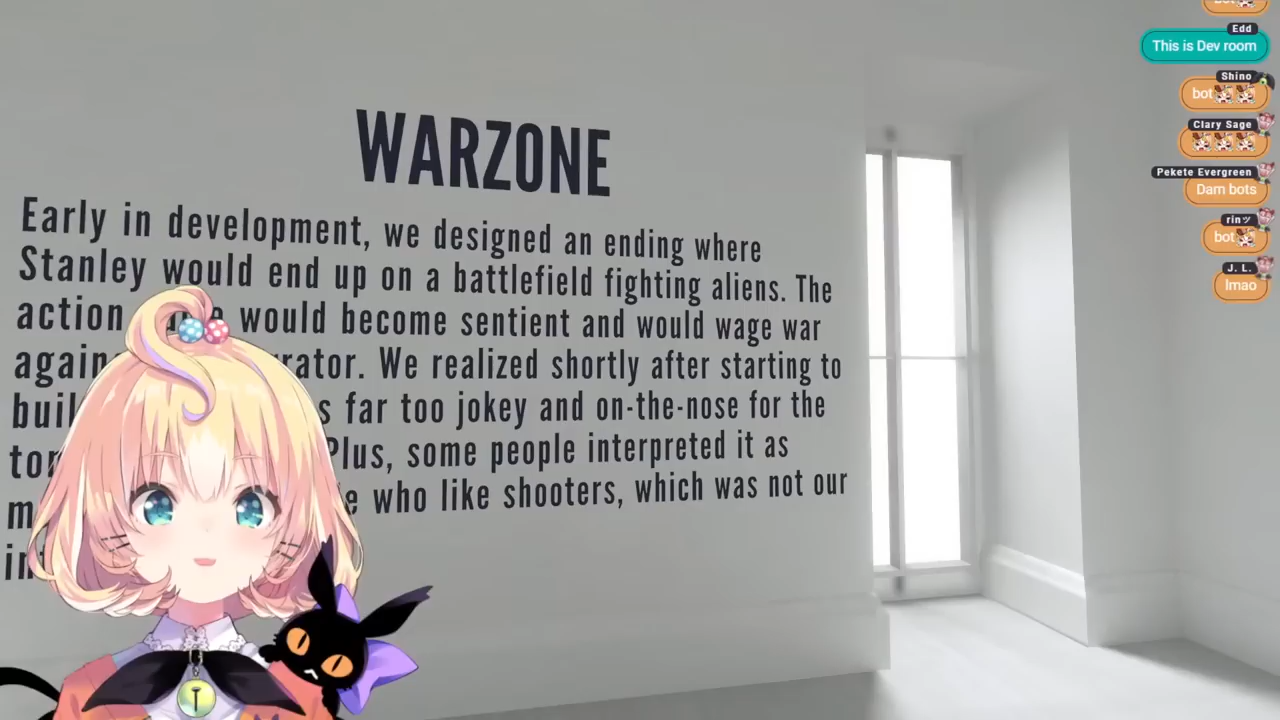 WARZONE
Early in development, we designed an ending where
Stanley would end up on a battlefield fighting aliens. The
action would become sentient and would wage war
We realized shortly after starting to
far too jokey and on-the-nose for the
Plus, some people interpreted it as
who like shooters, which was not our
Edd
This is Dev room
Shino
bot
Clary Sage
Pekete Evergreen
Dam bots
rinツ
bot
J. L.
lmao